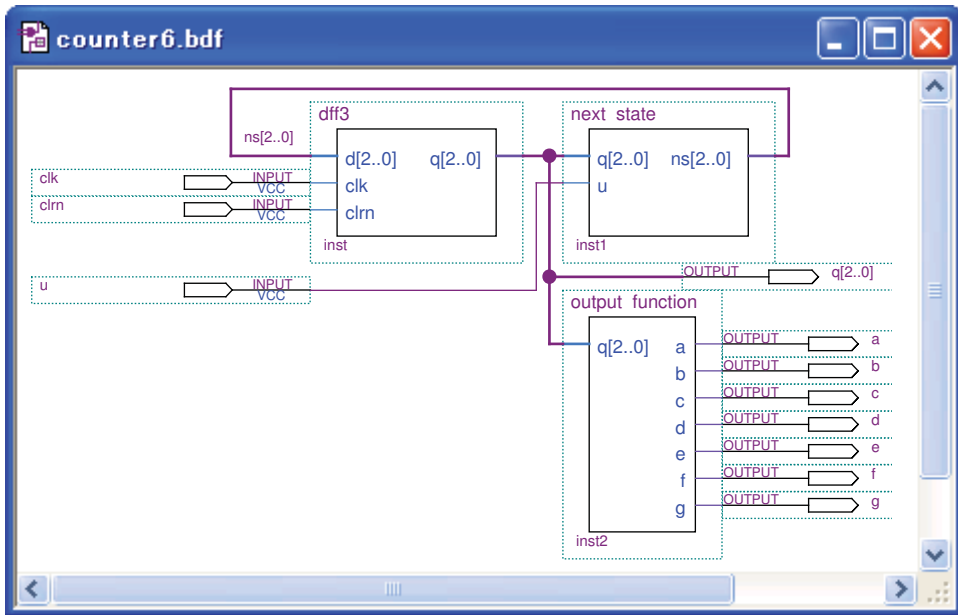 counter6.bdf
dff3
next state
ns[2..0]
d[2..0] q[2..0]
clk
clrn
inst
q[2..0] ns[2..0]
u
inst1
clk
INPUT
VCC
clrn
INPUT
VCC
u
INPUT
VCC
OUTPUT
q[2..0]
output function
q[2..0]
a
b
c
d
e
f
g
inst2
OUTPUT
a
OUTPUT
b
OUTPUT
c
OUTPUT
d
OUTPUT
e
OUTPUT
f
OUTPUT
g